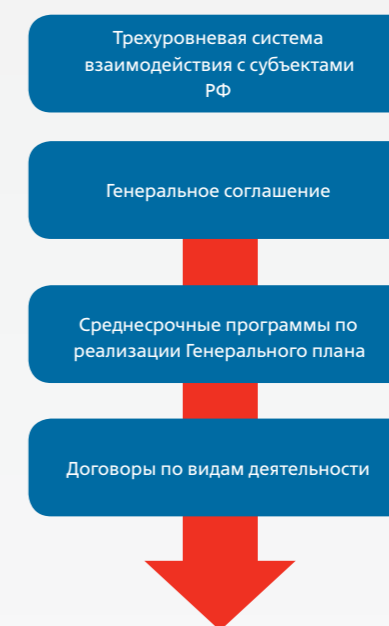 Трехуровневая система
взаимодействия с субъектами
РФ
Генеральное соглашение
Среднесрочные программы по
реализации Генерального плана
Договоры по видам деятельности